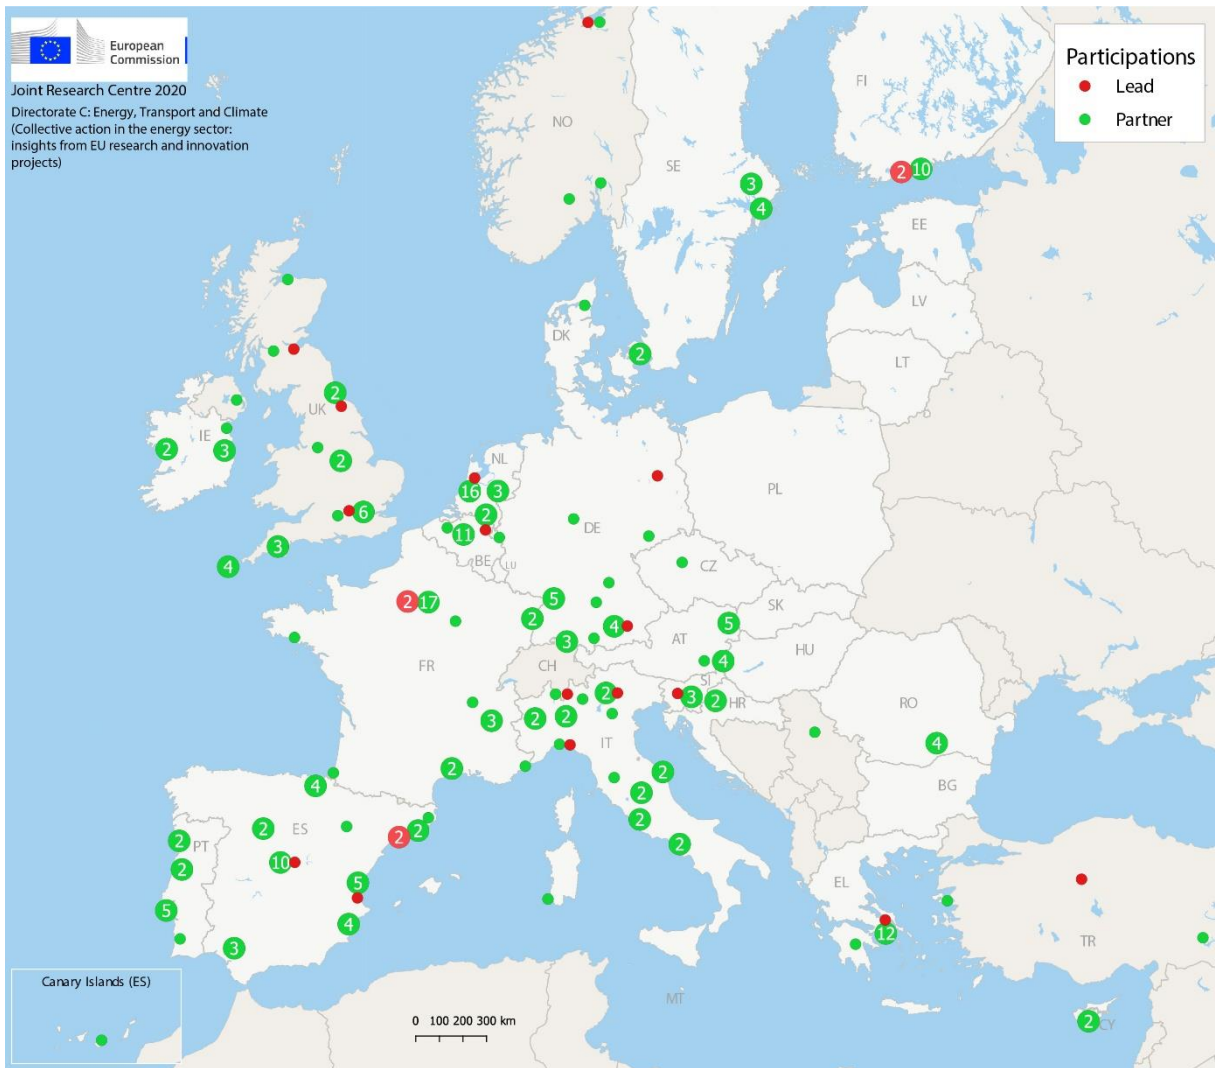 European
Commission
Joint Research Centre 2020
Directorate C: Energy, Transport and Climate
(Collective action in the energy sector:
insights from EU research and innovation
projects)
Participations
Lead
Partner
FI
NO
SE
2 10
3
4
EE
LV
DK
LT
2
2
UK
IE
2
3
2
NL
PL
16 3
6
2
11
DE
3
BE
4
LU
CZ
5
SK
2 17
2
5
4
AT
3
HU
FR
CH
4
SI
2
3 2
HR
RO
2 2
3
IT
4
2
2
4
2
BG
2
ES
2
2
2
2
PT
2
10
5
EL
2
5
4
12
TR
3
Canary Islands (ES)
MT
0 100 200 300 km
2
CY